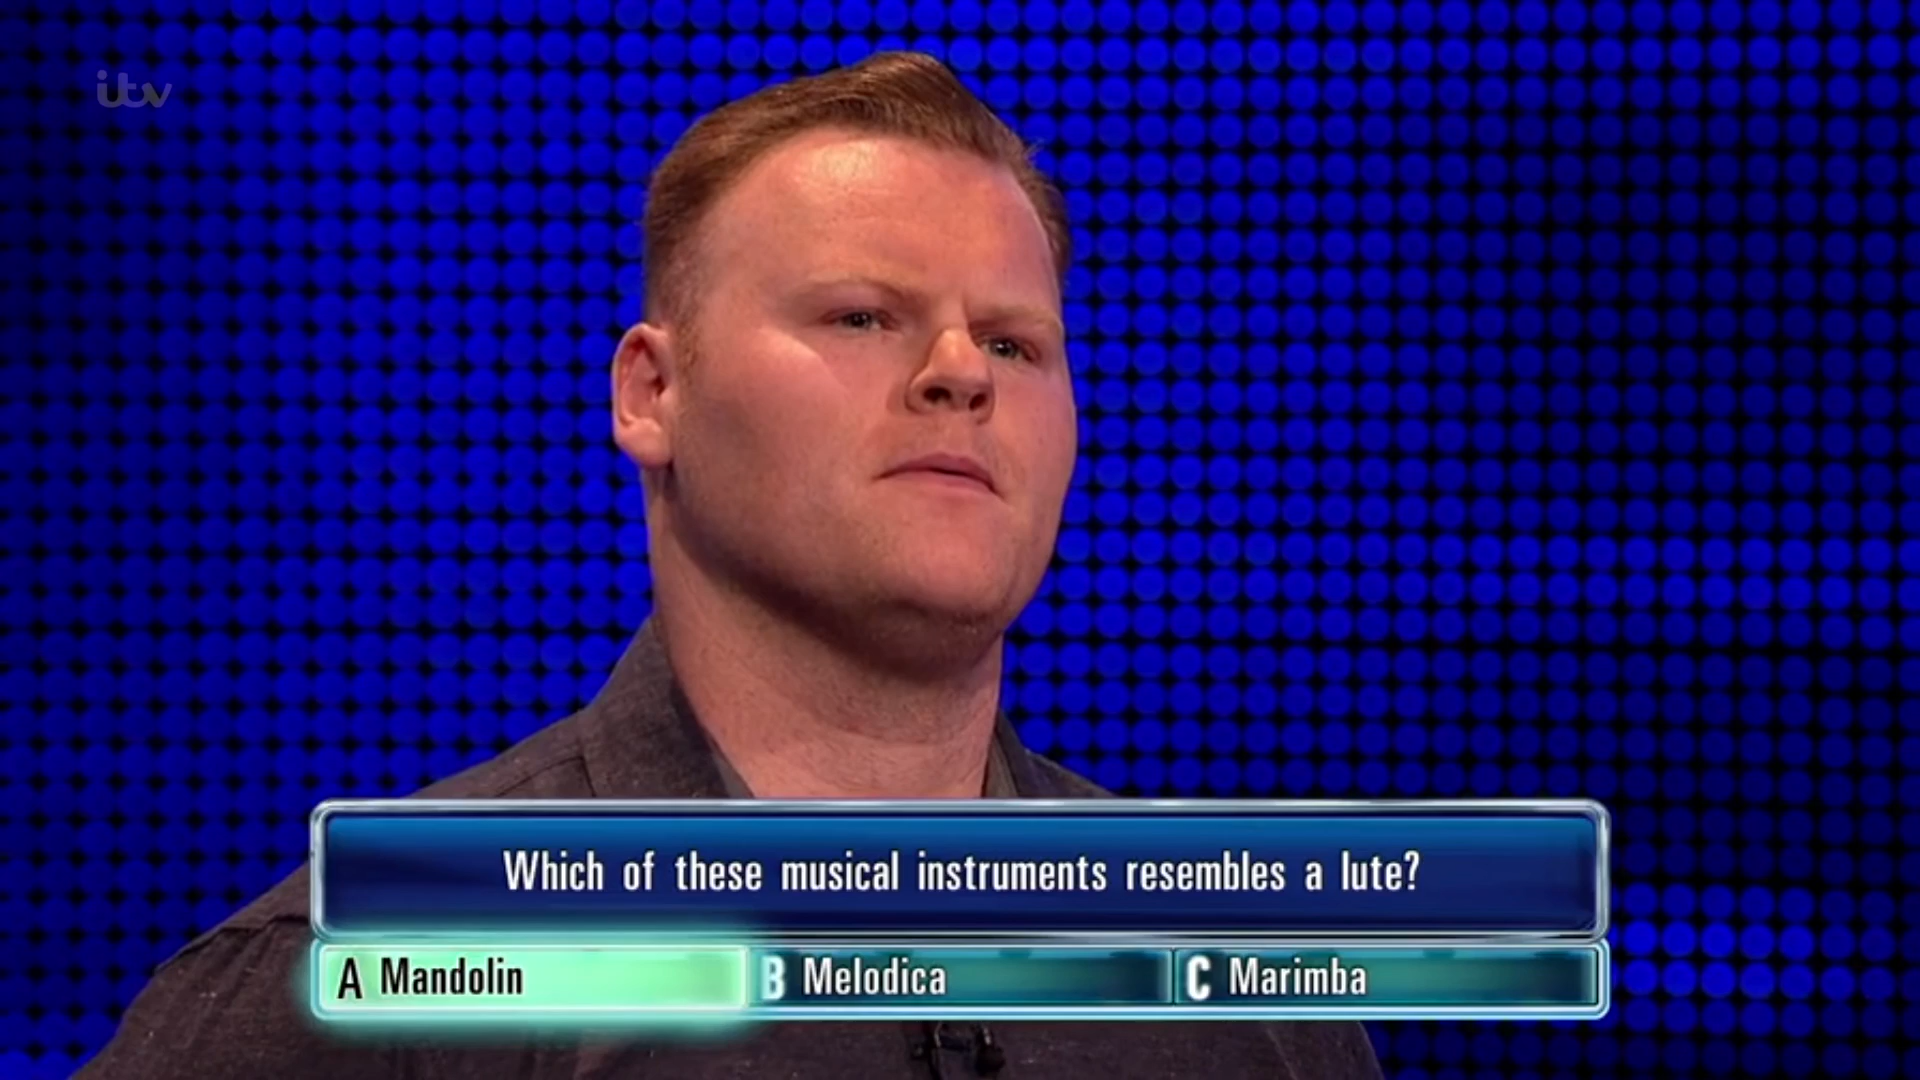 itv
Which of these musical instruments resembles a lute?
A Mandolin
B Melodica
C Marimba